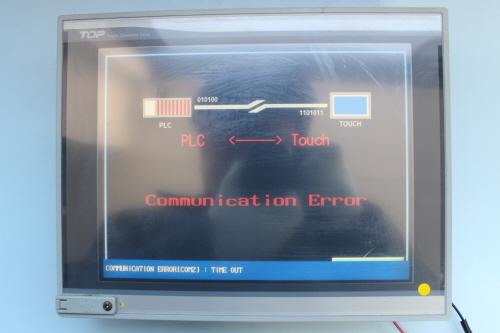 TOP
010100
1101011
PLC
TOUCH
PLC <----> Touch
Communication Error
COMMUNICATION ERROR(COM2) : TIME OUT